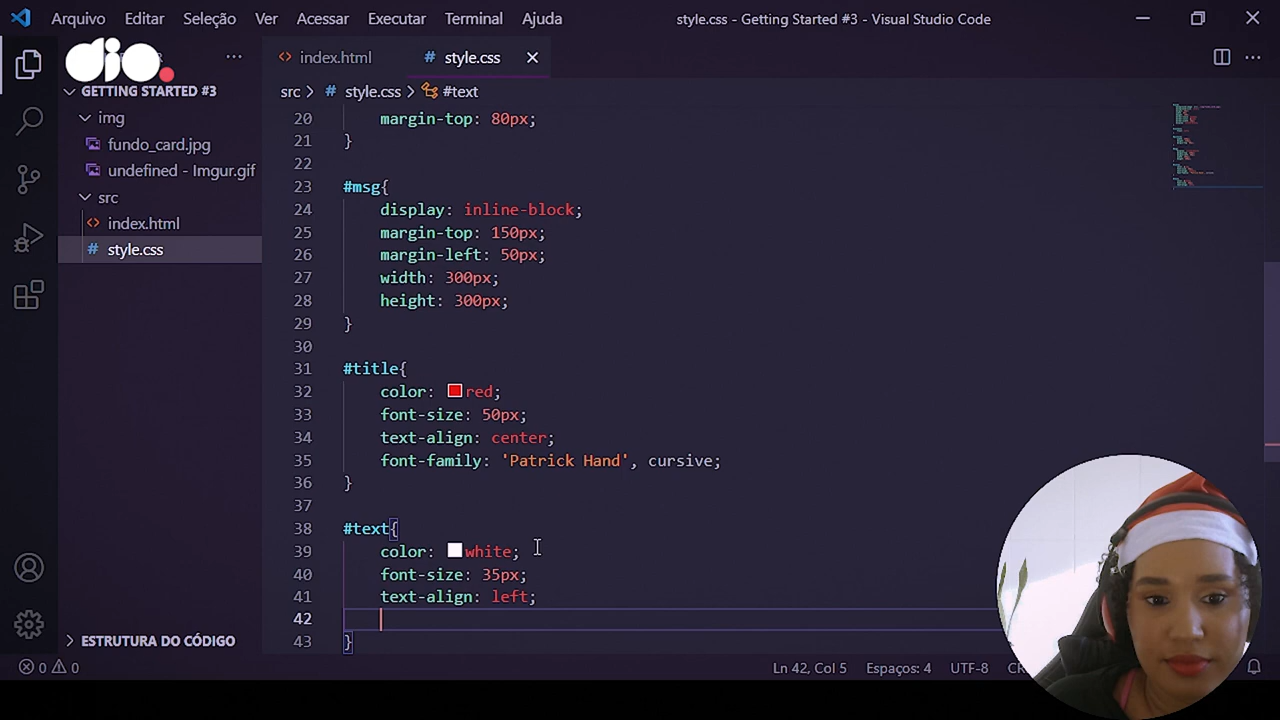 Arquivo Editar Seleção Ver Acessar Executar Terminal Ajuda style.css - Getting Started #3 - Visual Studio Code
dio.
index.html style.css
GETTING STARTED #3
img
fundo_card.jpg
undefined - Imgur.gif
src
index.html
style.css
src > style.css > #text
20 margin-top: 80px;
21 }
22
23 #msg{
24 display: inline-block;
25 margin-top: 150px;
26 margin-left: 50px;
27 width: 300px;
28 height: 300px;
29 }
30
31 #title{
32 color: red;
33 font-size: 50px;
34 text-align: center;
35 font-family: 'Patrick Hand', cursive;
36 }
37
38 #text{
39 color: white;
40 font-size: 35px;
41 text-align: left;
42
43 }
ESTRUTURA DO CÓDIGO
0 0 Ln 42, Col 5 Espaços: 4 UTF-8